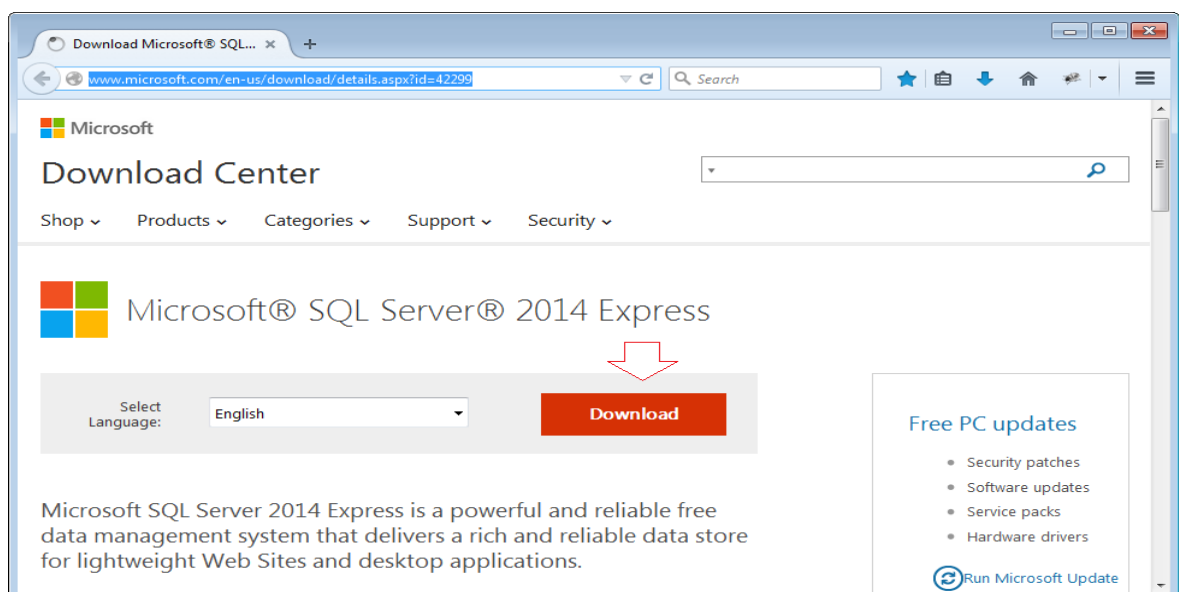 Download Microsoft® SQL...
www.microsoft.com/en-us/download/details.aspx?id=42299
Search
Microsoft
Download Center
Shop Products Categories Support Security
Microsoft® SQL Server® 2014 Express
Select
Language:
English
Download
Microsoft SQL Server 2014 Express is a powerful and reliable free
data management system that delivers a rich and reliable data store
for lightweight Web Sites and desktop applications.
Free PC updates
Security patches
Software updates
Service packs
Hardware drivers
Run Microsoft Update